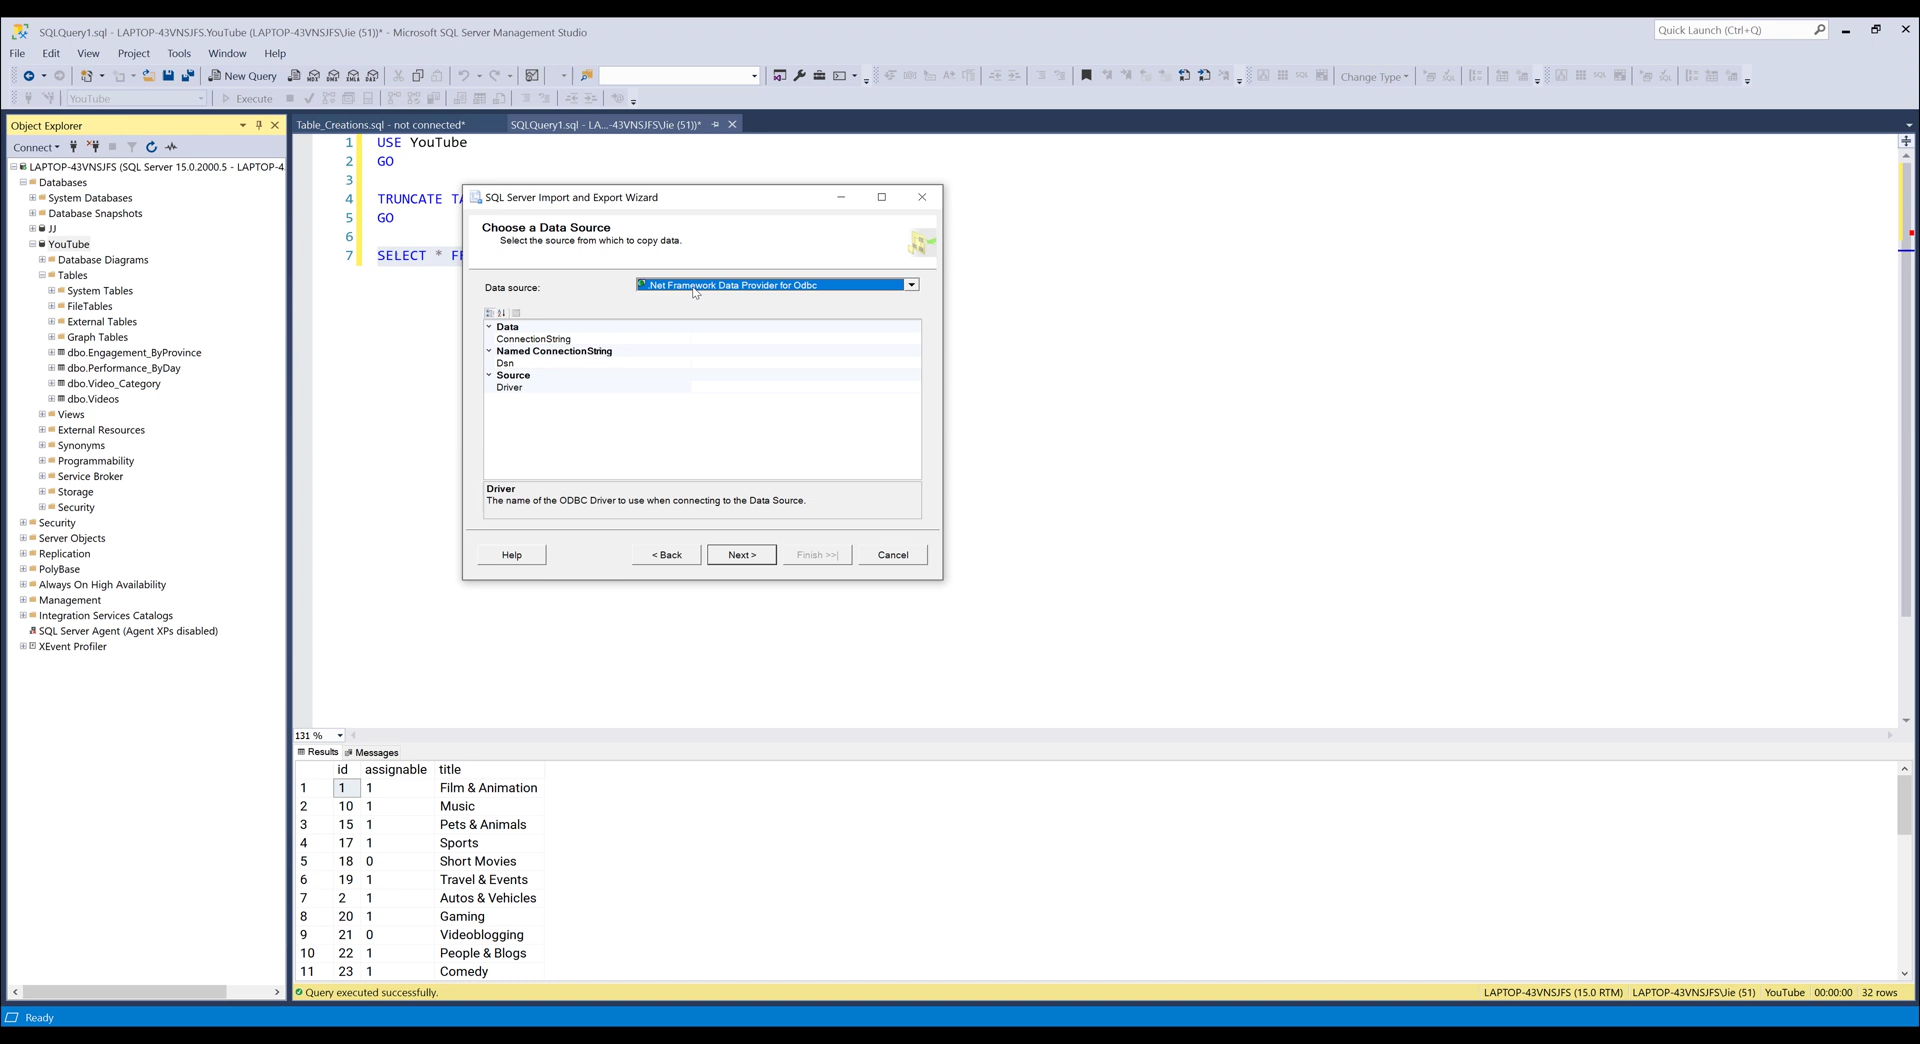 SQLQuery1.sql - LAPTOP-43VNSJFS.YouTube (LAPTOP-43VNSJFS\Jie (51))* - Microsoft SQL Server Management Studio
Quick Launch (Ctrl+Q)
File Edit View Project Tools Window Help
New Query
MDX DMX XMLA DAX
Change Type
YouTube
Execute
Object Explorer
Table_Creations.sql - not connected*
SQLQuery1.sql - LA...-43VNSJFS\Jie (51))*
Connect
LAPTOP-43VNSJFS (SQL Server 15.0.2000.5 - LAPTOP-4
Databases
System Databases
Database Snapshots
JJ
YouTube
Database Diagrams
Tables
System Tables
FileTables
External Tables
Graph Tables
dbo.Engagement_ByProvince
dbo.Performance_ByDay
dbo.Video_Category
dbo.Videos
Views
External Resources
Synonyms
Programmability
Service Broker
Storage
Security
Security
Server Objects
Replication
PolyBase
Always On High Availability
Management
Integration Services Catalogs
SQL Server Agent (Agent XPs disabled)
XEvent Profiler
1 USE YouTube
2 GO
3
4 TRUNCATE TA
5 GO
6
7 SELECT * FR
SQL Server Import and Export Wizard
Choose a Data Source
Select the source from which to copy data.
Data source:
.Net Framework Data Provider for Odbc
Data
ConnectionString
Named ConnectionString
Dsn
Source
Driver
Driver
The name of the ODBC Driver to use when connecting to the Data Source.
Help
< Back
Next >
Finish >>|
Cancel
131 %
Results
Messages
id assignable title
1 1 1 Film & Animation
2 10 1 Music
3 15 1 Pets & Animals
4 17 1 Sports
5 18 0 Short Movies
6 19 1 Travel & Events
7 2 1 Autos & Vehicles
8 20 1 Gaming
9 21 0 Videoblogging
10 22 1 People & Blogs
11 23 1 Comedy
Query executed successfully.
LAPTOP-43VNSJFS (15.0 RTM) LAPTOP-43VNSJFS\Jie (51) YouTube 00:00:00 32 rows
Ready